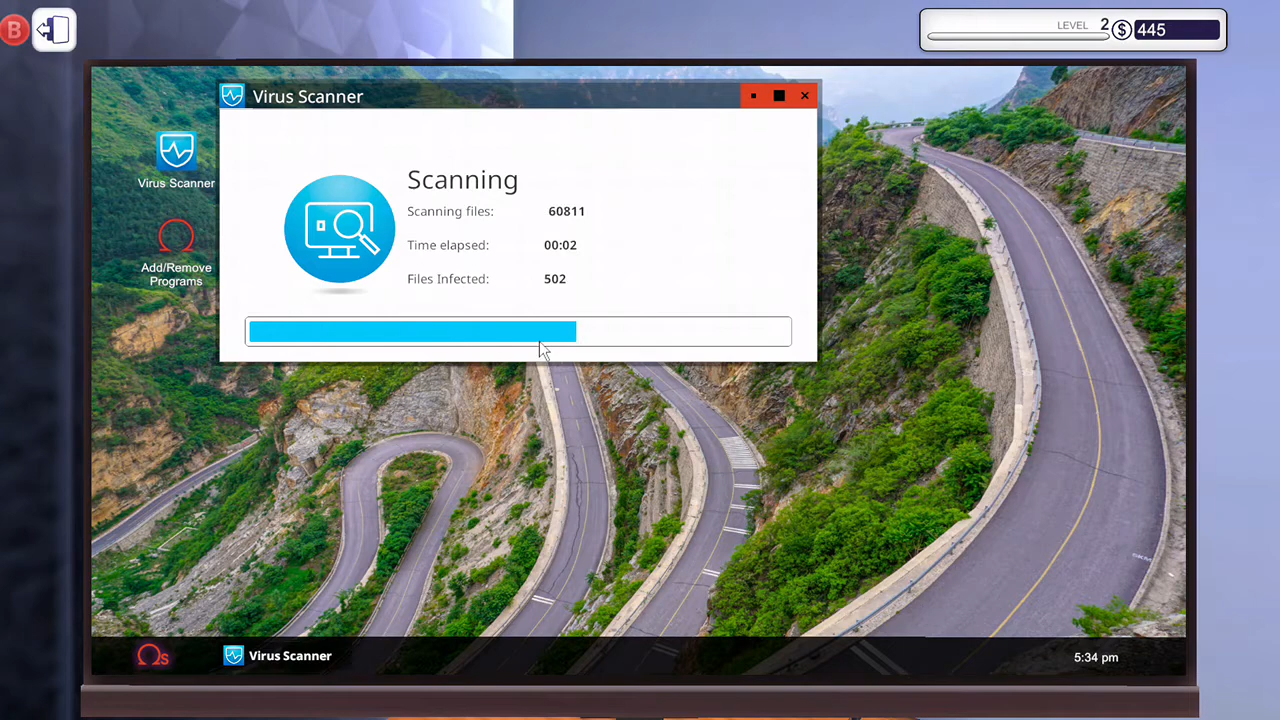 B
LEVEL 2 $ 445
Virus Scanner
Virus Scanner
Scanning
Scanning files: 60811
Time elapsed: 00:02
Files Infected: 502
Add/Remove
Programs
Ωs
Virus Scanner
5:34 pm